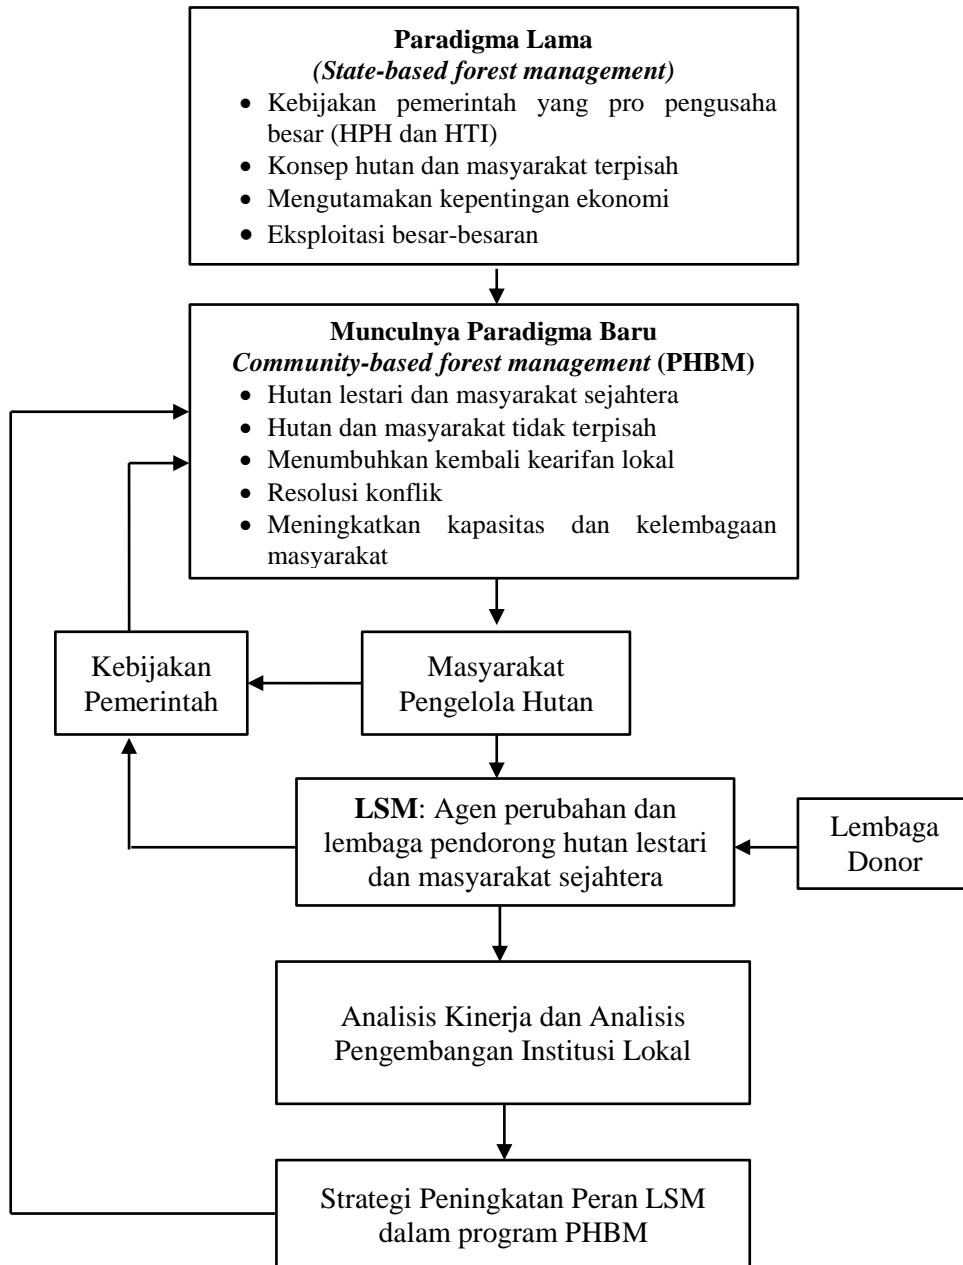 Paradigma Lama
(State-based forest management)
• Kebijakan pemerintah yang pro pengusaha
besar (HPH dan HTI)
• Konsep hutan dan masyarakat terpisah
• Mengutamakan kepentingan ekonomi
• Eksploitasi besar-besaran
Munculnya Paradigma Baru
Community-based forest management (PHBM)
• Hutan lestari dan masyarakat sejahtera
• Hutan dan masyarakat tidak terpisah
• Menumbuhkan kembali kearifan lokal
• Resolusi konflik
• Meningkatkan kapasitas dan kelembagaan
masyarakat
Kebijakan
Pemerintah
Masyarakat
Pengelola Hutan
LSM: Agen perubahan dan
lembaga pendorong hutan lestari
dan masyarakat sejahtera
Lembaga
Donor
Analisis Kinerja dan Analisis
Pengembangan Institusi Lokal
Strategi Peningkatan Peran LSM
dalam program PHBM